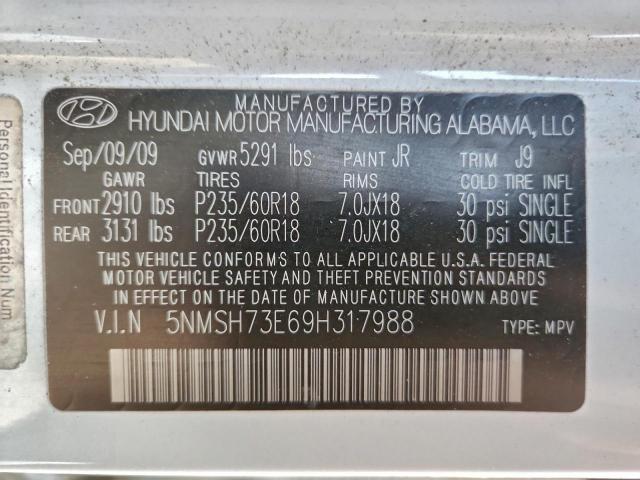 MANUFACTURED BY
HYUNDAI MOTOR MANUFACTURING ALABAMA, LLC
Sep/09/09 GVWR 5291 lbs PAINT JR TRIM J9
GAWR TIRES RIMS COLD TIRE INFL
FRONT 2910 lbs P235/60R18 7.0JX18 30 psi SINGLE
REAR 3131 lbs P235/60R18 7.0JX18 30 psi SINGLE
THIS VEHICLE CONFORMS TO ALL APPLICABLE U.S.A. FEDERAL
MOTOR VEHICLE SAFETY AND THEFT PREVENTION STANDARDS
IN EFFECT ON THE DATE OF MANUFACTURE SHOWN ABOVE.
V.I.N 5NMSH73E69H317988 TYPE: MPV
Personal Identification Num